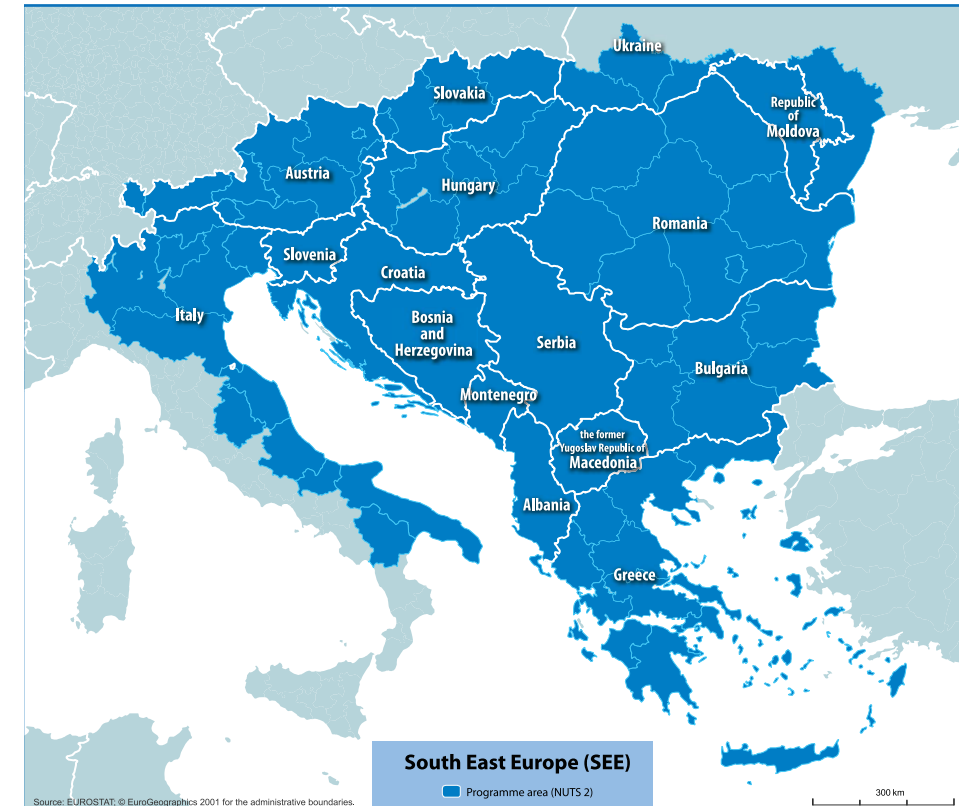 Ukraine
Slovakia
Republic
of
Moldova
Austria
Hungary
Romania
Slovenia
Croatia
Italy
Bosnia
and
Herzegovina
Serbia
Bulgaria
Montenegro
the former
Yugoslav Republic of
Macedonia
Albania
Greece
South East Europe (SEE)
Programme area (NUTS 2)
300 km
Source: EUROSTAT; © EuroGeographics 2001 for the administrative boundaries.